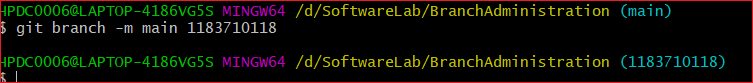 HPDC0006@LAPTOP-4186VG5S MINGW64 /d/SoftwareLab/BranchAdministration (main)
$ git branch -m main 1183710118
HPDC0006@LAPTOP-4186VG5S MINGW64 /d/SoftwareLab/BranchAdministration (1183710118)
$